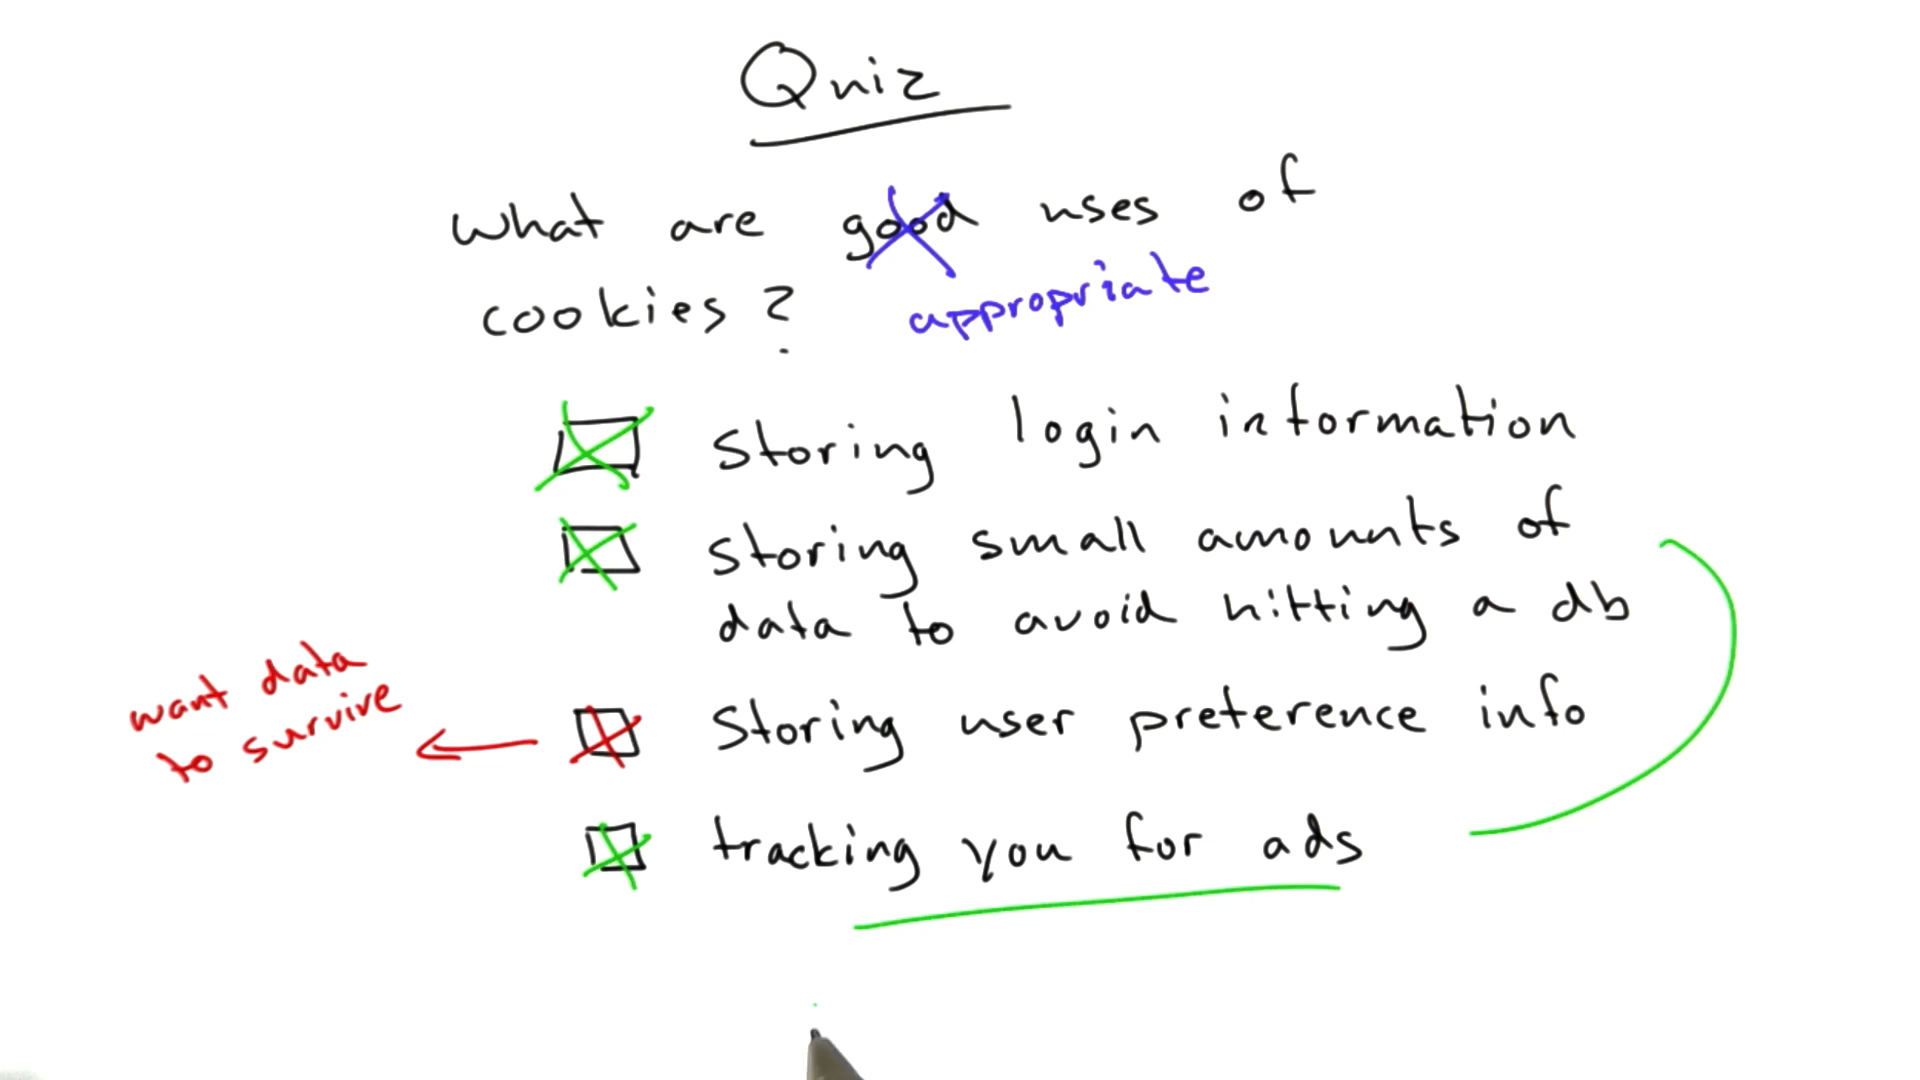 Quiz
what are good uses of
cookies?
appropriate
storing login information
storing small amounts of
data to avoid hitting a db
want data
to survive
storing user preference info
tracking you for ads